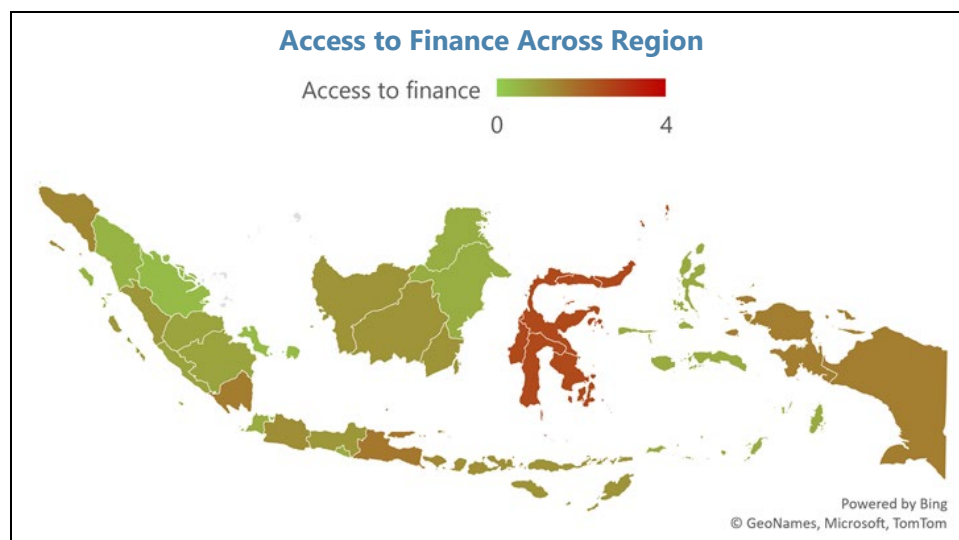 Access to Finance Across Region
Access to finance
0 4
Powered by Bing
© GeoNames, Microsoft, TomTom